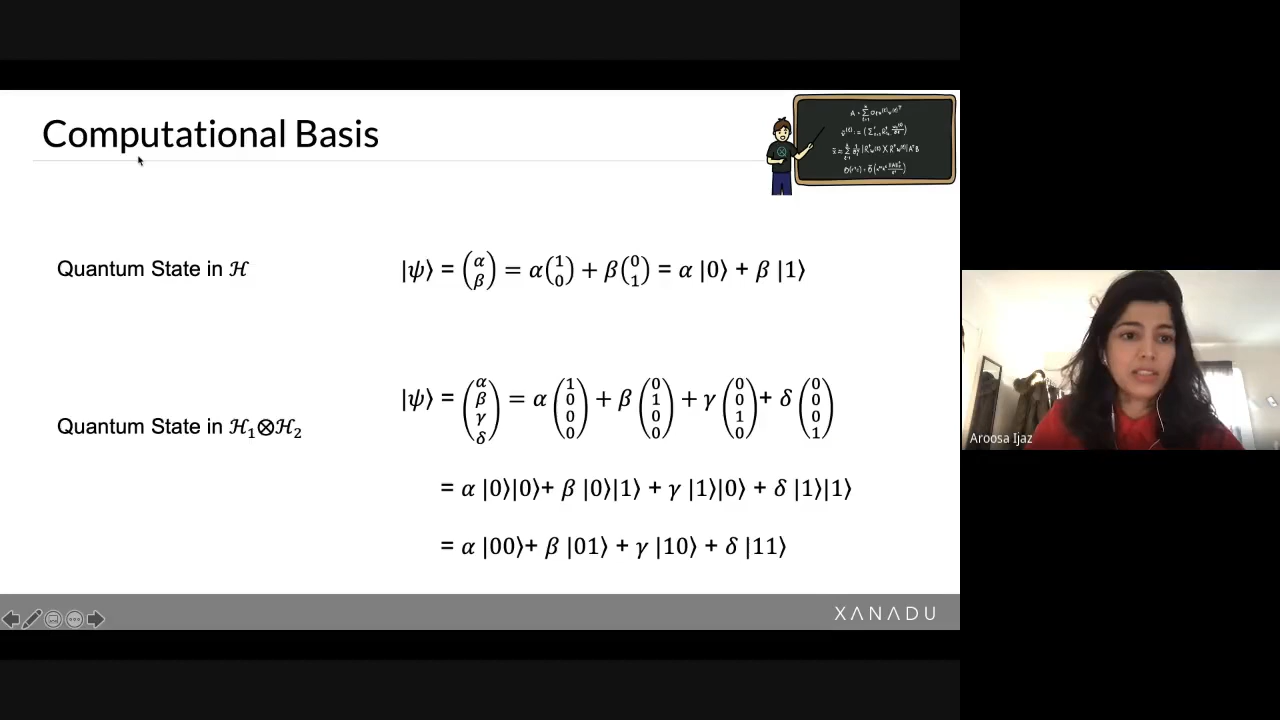 Computational Basis
Quantum State in ℋ
|ψ⟩ = (α β) = α(1 0) + β(0 1) = α |0⟩ + β |1⟩
|ψ⟩ = (α β γ δ) = α (1 0 0 0) + β (0 1 0 0) + γ (0 0 1 0) + δ (0 0 0 1)
Quantum State in ℋ₁⊗ℋ₂
= α |0⟩|0⟩+ β |0⟩|1⟩ + γ |1⟩|0⟩ + δ |1⟩|1⟩
= α |00⟩+ β |01⟩ + γ |10⟩ + δ |11⟩
XANADU
Aroosa Ijaz